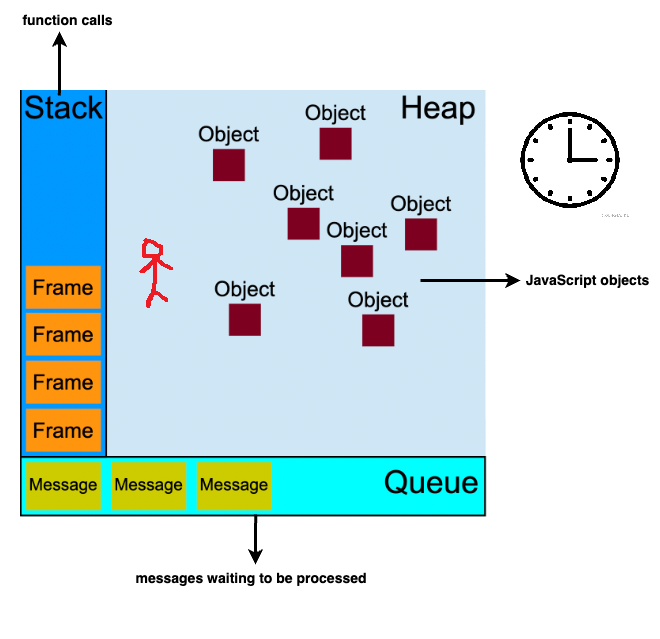 function calls
Stack
Heap
Object
Object
Object
Object
Object
JavaScript objects
Object
Object
Frame
Frame
Frame
Frame
Message Message Message
Queue
messages waiting to be processed